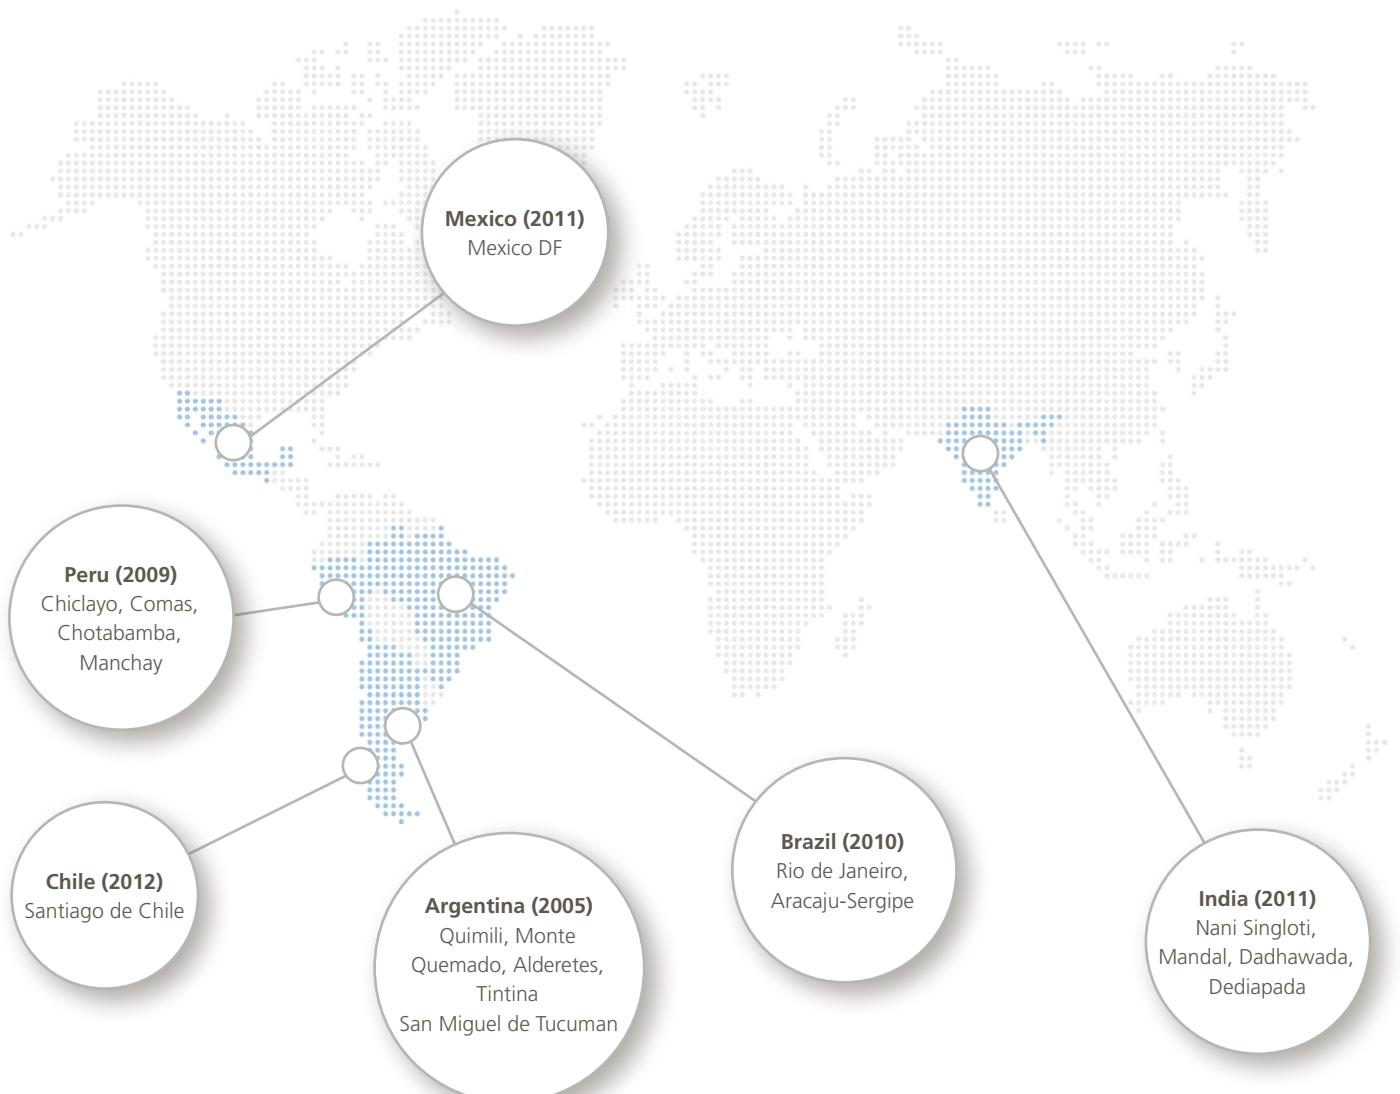 Mexico (2011)
Mexico DF
Peru (2009)
Chiclayo, Comas,
Chotabamba,
Manchay
Chile (2012)
Santiago de Chile
Argentina (2005)
Quimili, Monte
Quemado, Alderetes,
Tintina
San Miguel de Tucuman
Brazil (2010)
Rio de Janeiro,
Aracaju-Sergipe
India (2011)
Nani Singloti,
Mandal, Dadhawada,
Dediapada